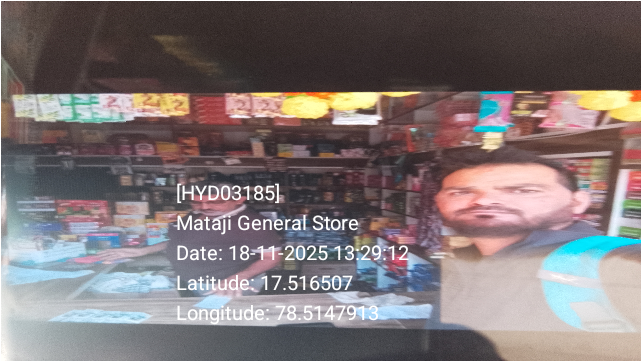 [HYD03185]
Mataji General Store
Date: 18-11-2025 13:29:12
Latitude: 17.516507
Longitude: 78.5147913